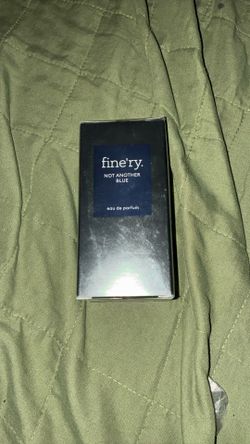 fine'ry.
NOT ANOTHER
BLUE
eau de parfum